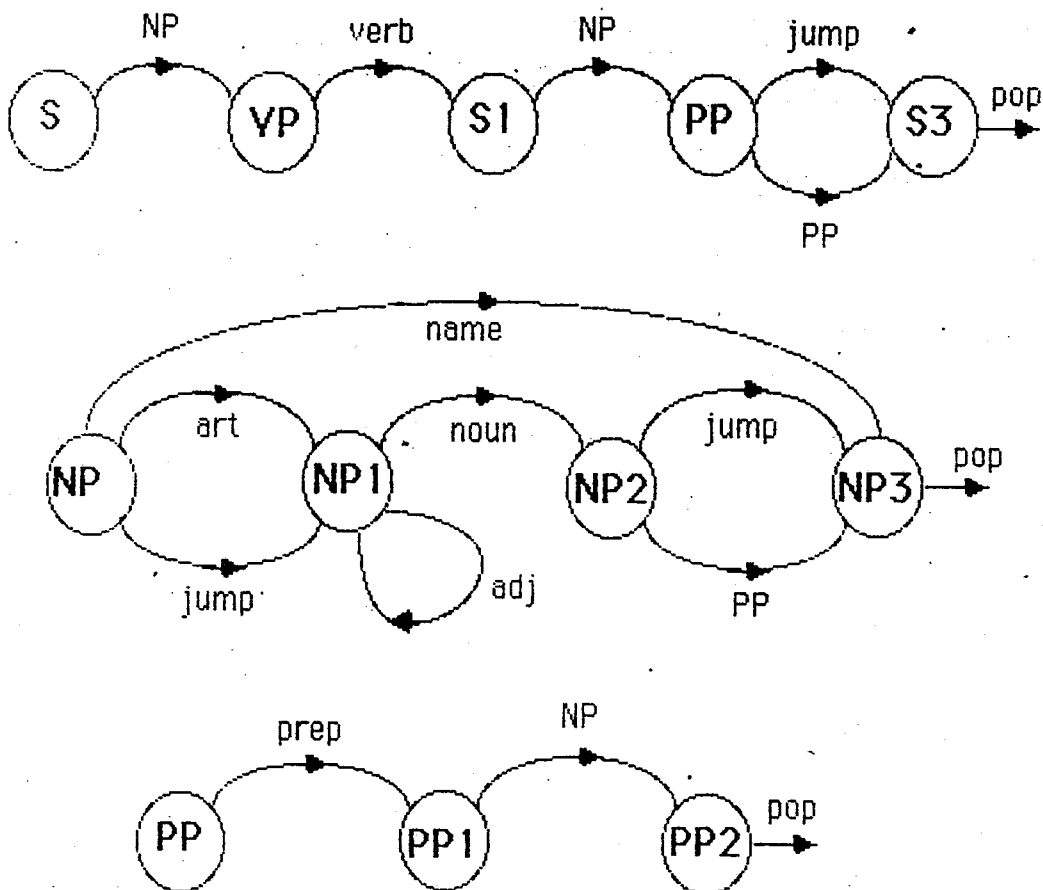 NP verb NP jump
S VP S1 PP S3 pop
PP
name
art noun jump
NP NP1 NP2 NP3 pop
jump adj PP
prep NP
PP PP1 PP2 pop